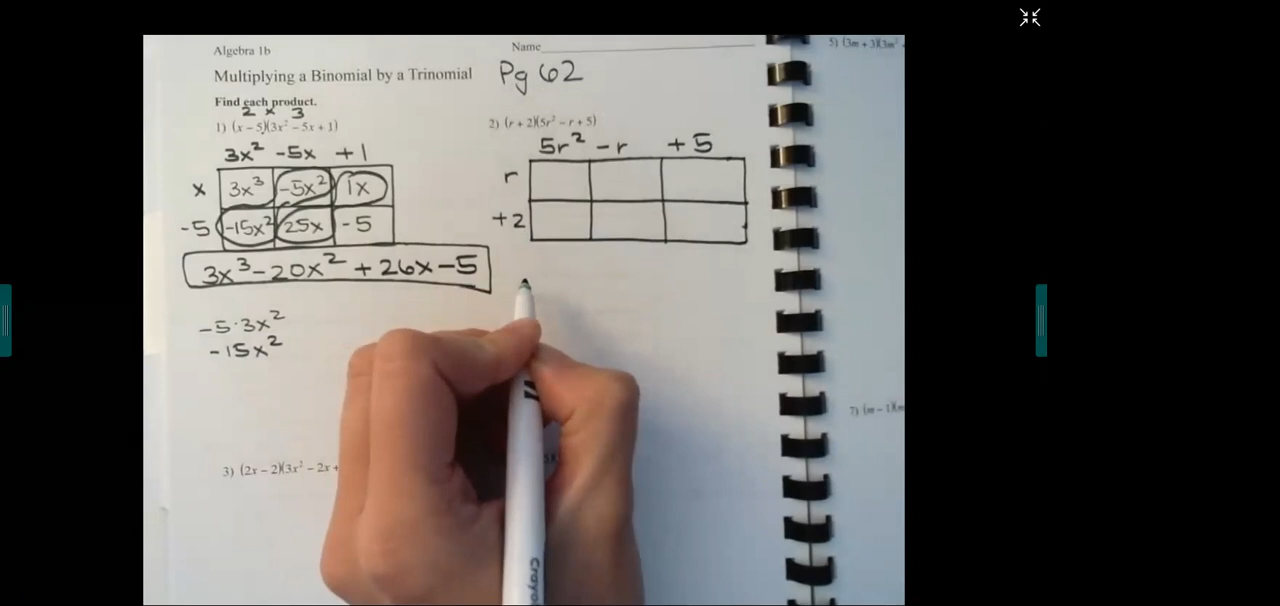 Algebra 1b
Name
Multiplying a Binomial by a Trinomial
Pg 62
Find each product.
2 x 3
1) (x − 5)(3x² − 5x + 1)
3x² -5x +1
x 3x³ -5x² 1x
-5 -15x² 25x -5
3x³ - 20x² + 26x - 5
-5·3x²
-15x²
2) (r + 2)(5r² − r + 5)
5r² - r + 5
r
+2
3) (2x − 2)(3x² − 2x +
5) (3m + 3)(3m²
7) (m − 1)(m
Crayo